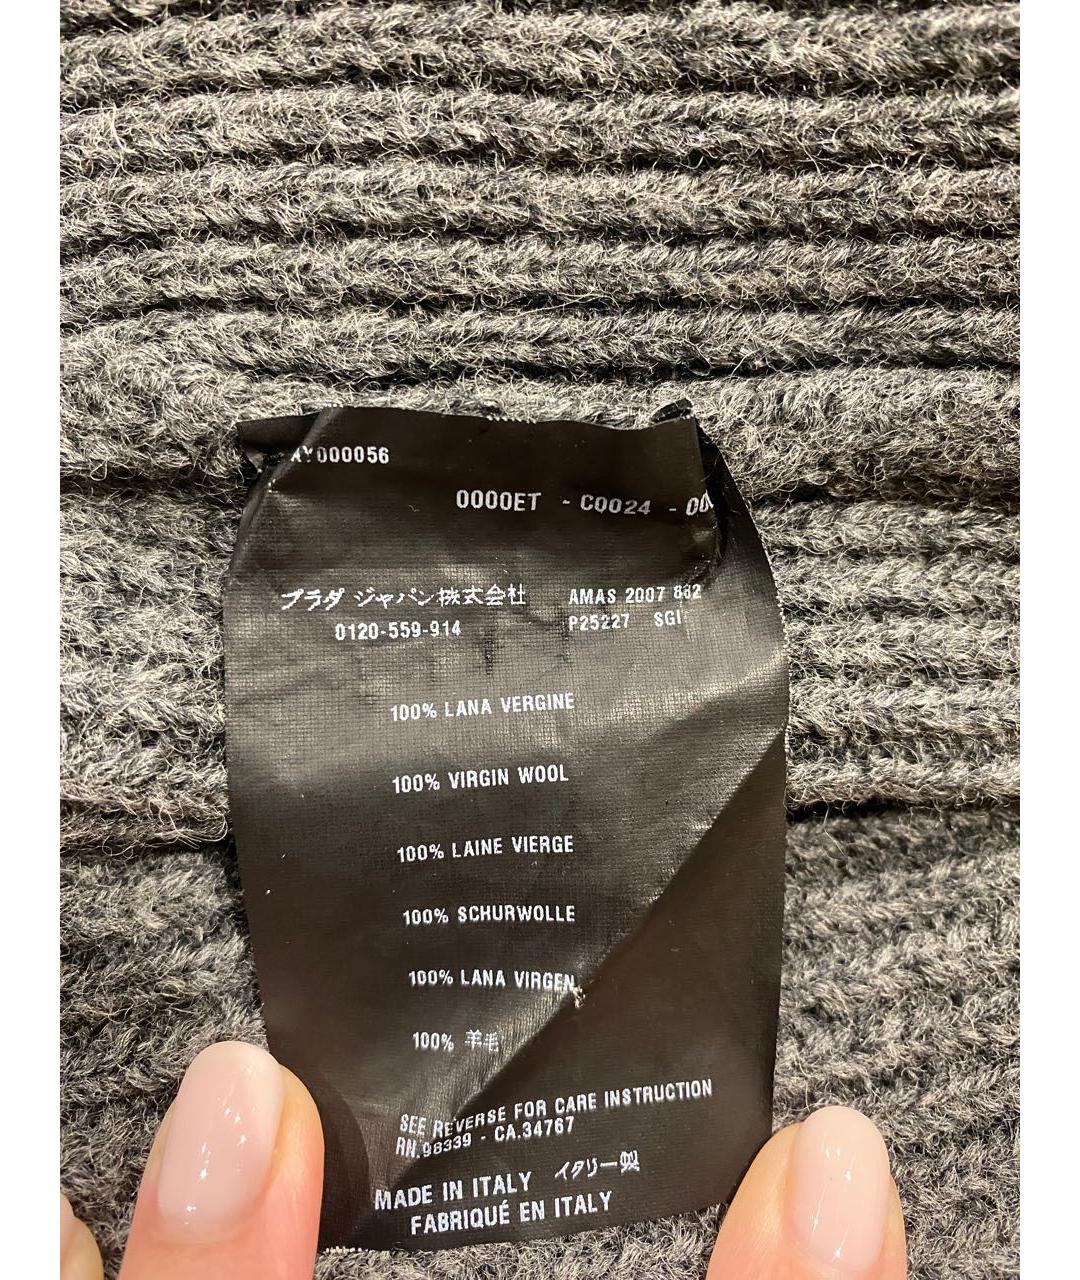 AY000056
0000ET - C0024 - 00
プラダ ジャパン株式会社 AMAS 2007 882
0120-559-914 P25227 SGI
100% LANA VERGINE
100% VIRGIN WOOL
100% LAINE VIERGE
100% SCHURWOLLE
100% LANA VIRGEN
100% 羊毛
SEE REVERSE FOR CARE INSTRUCTION
RN.98339 - CA.34767
MADE IN ITALY イタリー製
FABRIQUÉ EN ITALY